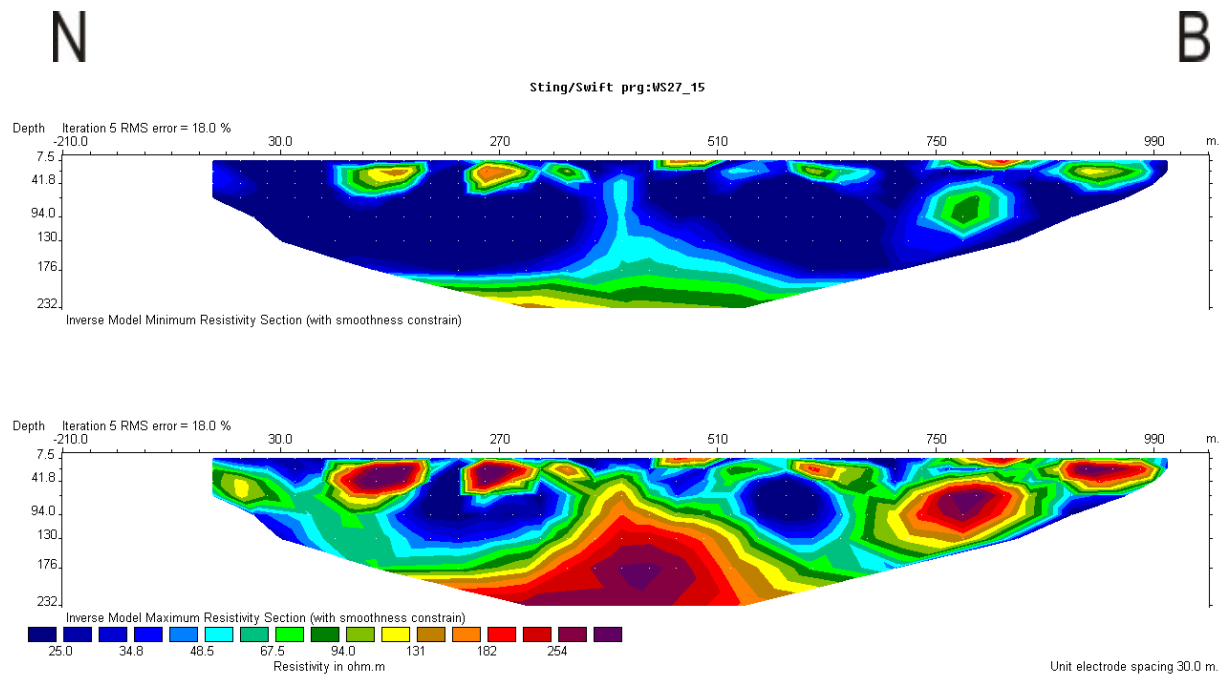 N B
Sting/Swift prg:WS27_15
Depth Iteration 5 RMS error = 18.0 %
-210.0 30.0 270 510 750 990 m.
7.5
41.8
94.0
130
176
232
Inverse Model Minimum Resistivity Section (with smoothness constrain)
Depth Iteration 5 RMS error = 18.0 %
-210.0 30.0 270 510 750 990 m.
7.5
41.8
94.0
130
176
232
Inverse Model Maximum Resistivity Section (with smoothness constrain)
25.0 34.8 48.5 67.5 94.0 131 182 254
Resistivity in ohm.m Unit electrode spacing 30.0 m.